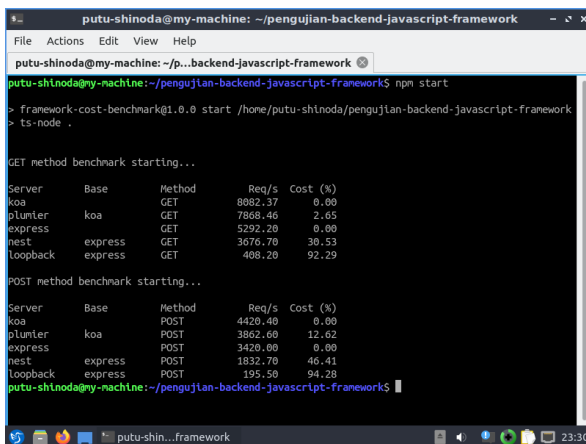 putu-shinoda@my-machine: ~/pengujian-backend-javascript-framework
File Actions Edit View Help
putu-shinoda@my-machine: ~/p...backend-javascript-framework
putu-shinoda@my-machine:~/pengujian-backend-javascript-framework$ npm start
> framework-cost-benchmark@1.0.0 start /home/putu-shinoda/pengujian-backend-javascript-framework
> ts-node .
GET method benchmark starting...
Server Base Method Req/s Cost (%)
koa GET 8082.37 0.00
plumier koa GET 7868.46 2.65
express GET 5292.20 0.00
nest express GET 3676.70 30.53
loopback express GET 408.20 92.29
POST method benchmark starting...
Server Base Method Req/s Cost (%)
koa POST 4420.40 0.00
plumier koa POST 3862.60 12.62
express POST 3420.00 0.00
nest express POST 1832.70 46.41
loopback express POST 195.50 94.28
putu-shinoda@my-machine:~/pengujian-backend-javascript-framework$
putu-shin...framework
23:30